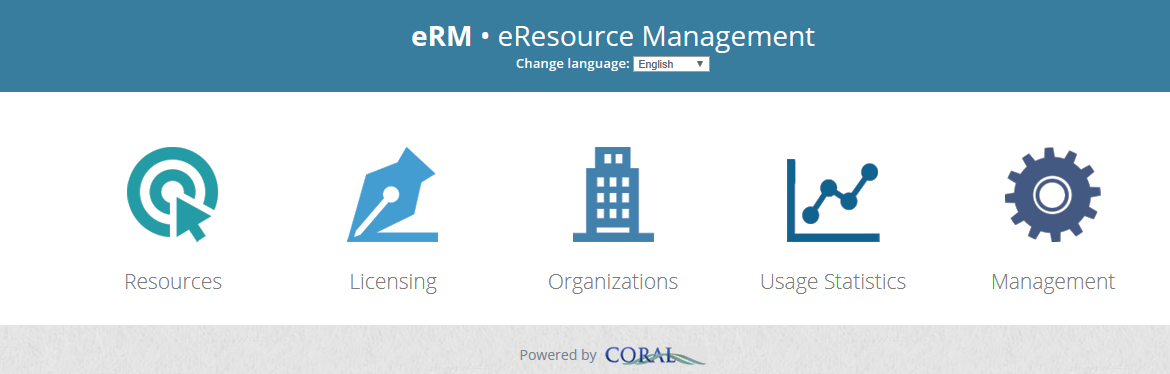 eRM • eResource Management
Change language: English
Resources
Licensing
Organizations
Usage Statistics
Management
Powered by CORAL